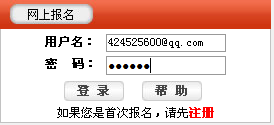 网上报名
用户名： 424525600@qq.com
密 码： ●●●●●●
登 录 帮 助
如果您是首次报名，请先注册